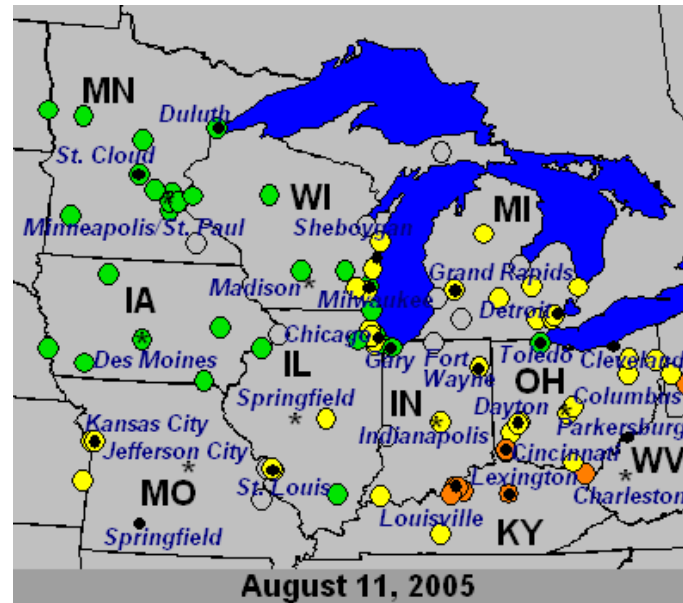 MN
Duluth
St. Cloud
WI
MI
Minneapolis/St. Paul
Sheboygan
Grand Rapids
Madison
Milwaukee
IA
Detroit
Chicago
Des Moines
Gary
Fort
Wayne
Toledo
Cleveland
IL
OH
Columbus
Springfield
IN
Dayton
Parkersburg
Kansas City
Indianapolis
Jefferson City
Cincinnati
WV
St. Louis
Lexington
Charleston
MO
Louisville
KY
Springfield
August 11, 2005